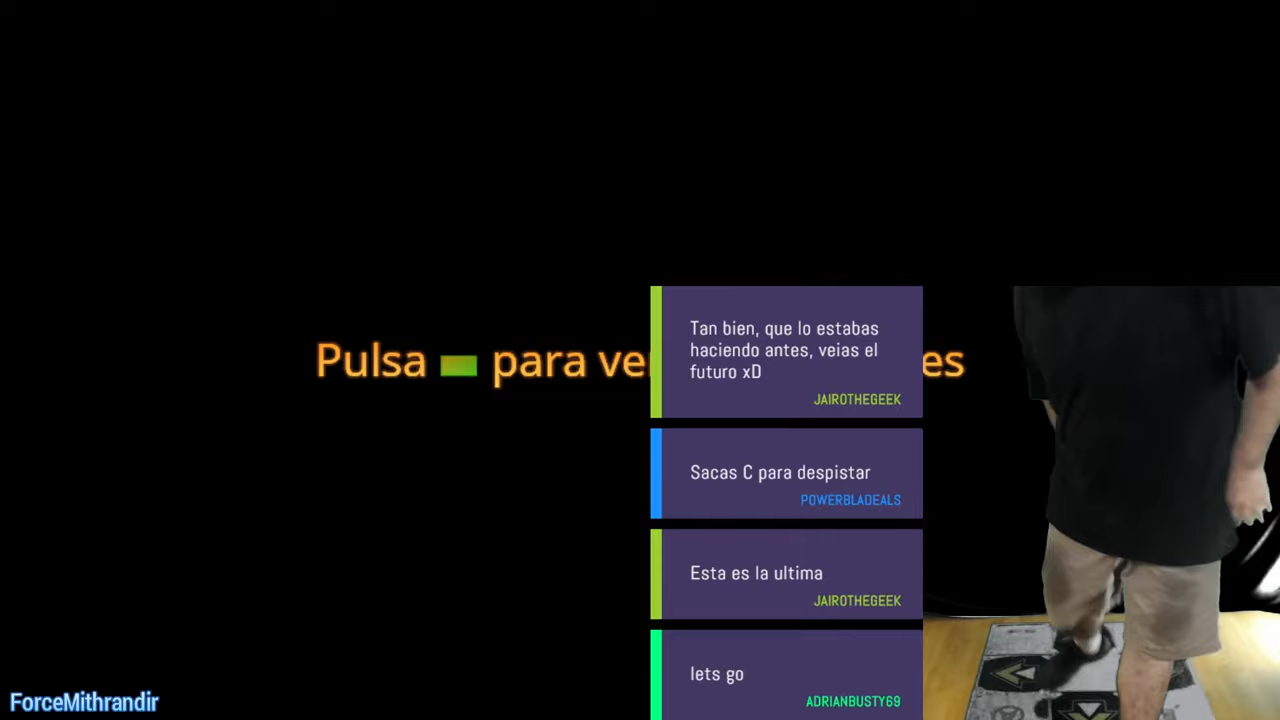 Pulsa para ve es
Tan bien, que lo estabas
haciendo antes, veias el
futuro xD
JAIROTHEGEEK
Sacas C para despistar
POWERBLADEALS
Esta es la ultima
JAIROTHEGEEK
lets go
ADRIANBUSTY69
ForceMithrandir